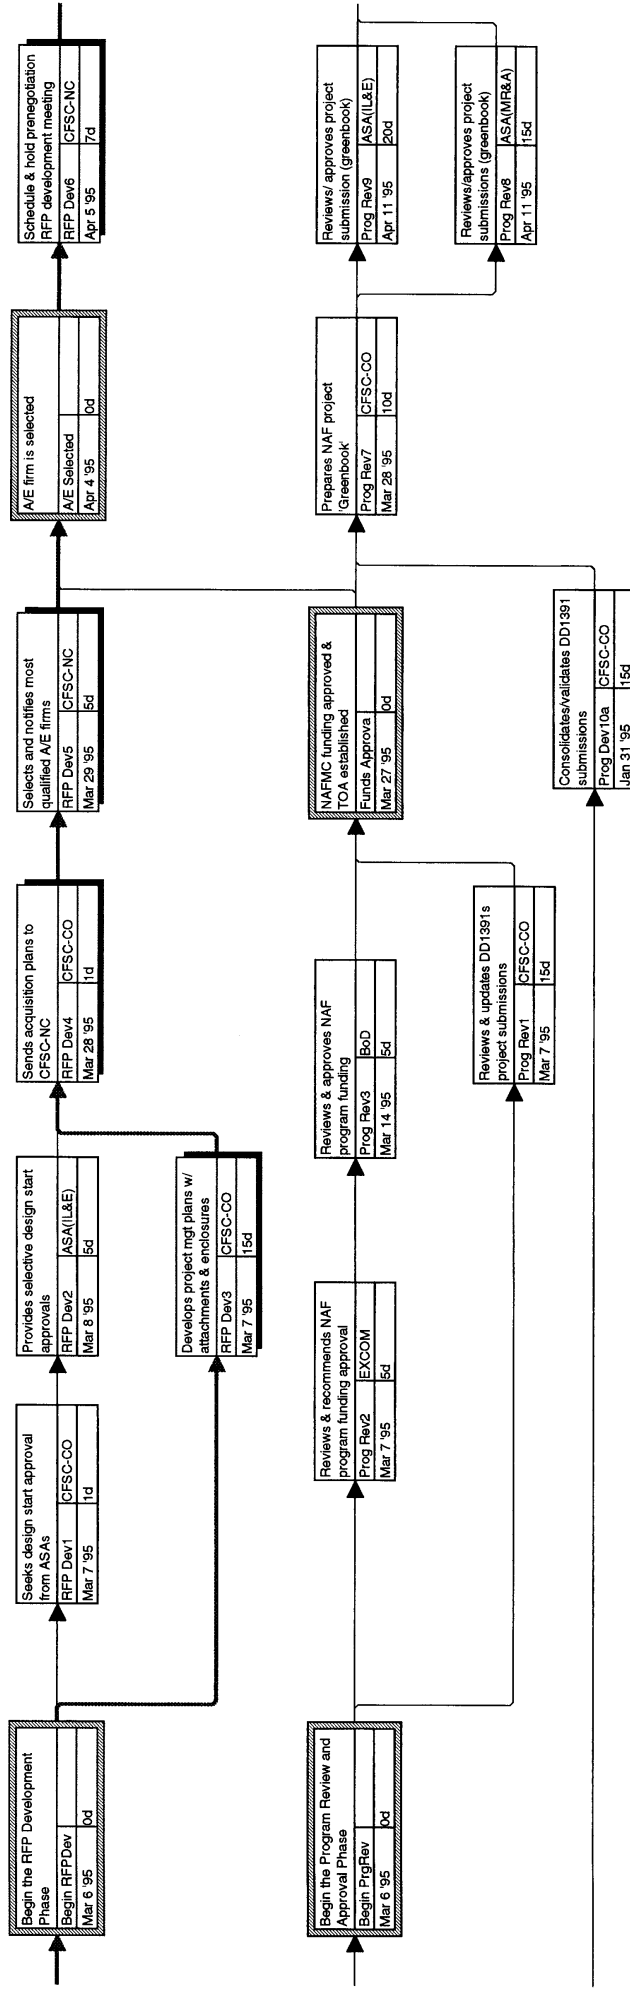 Begin the RFP Development
Phase
Begin RFPDev
Mar 6 '95 0d
Seeks design start approval
from ASAs
RFP Dev1 CFSC-CO
Mar 7 '95 1d
Provides selective design start
approvals
RFP Dev2 ASA(IL&E)
Mar 8 '95 5d
Develops project mgt plans w/
attachments & enclosures
RFP Dev3 CFSC-CO
Mar 7 '95 15d
Sends acquisition plans to
CFSC-NC
RFP Dev4 CFSC-CO
Mar 28 '95 1d
Selects and notifies most
qualified A/E firms
RFP Dev5 CFSC-NC
Mar 29 '95 5d
A/E firm is selected
A/E Selected
Apr 4 '95 0d
Schedule & hold prenegotiation
RFP development meeting
RFP Dev6 CFSC-NC
Apr 5 '95 7d
Begin the Program Review and
Approval Phase
Begin PrgRev
Mar 6 '95 0d
Reviews & recommends NAF
program funding approval
Prog Rev2 EXCOM
Mar 7 '95 5d
Reviews & approves NAF
program funding
Prog Rev3 BoD
Mar 14 '95 5d
Reviews & updates DD1391s
project submissions
Prog Rev1 CFSC-CO
Mar 7 '95 15d
NAFMC funding approved &
TOA established
Funds Approva
Mar 27 '95 0d
Prepares NAF project
'Greenbook'
Prog Rev7 CFSC-CO
Mar 28 '95 10d
Reviews/ approves project
submission (greenbook)
Prog Rev9 ASA(IL&E)
Apr 11 '95 20d
Reviews/approves project
submissions (greenbook)
Prog Rev8 ASA(MR&A)
Apr 11 '95 15d
Consolidates/validates DD1391
submissions
Prog Dev10a CFSC-CO
Jan 31 '95 15d